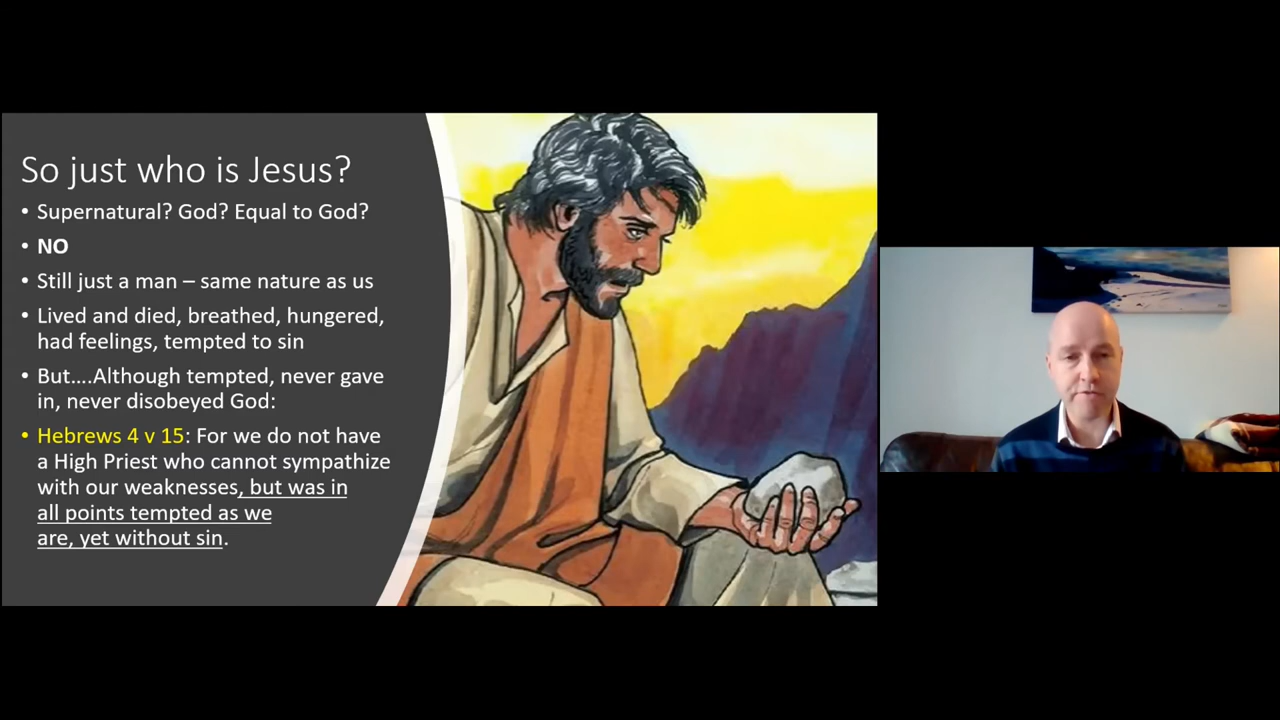 So just who is Jesus?
• Supernatural? God? Equal to God?
• NO
• Still just a man – same nature as us
• Lived and died, breathed, hungered,
had feelings, tempted to sin
• But....Although tempted, never gave
in, never disobeyed God:
• Hebrews 4 v 15: For we do not have
a High Priest who cannot sympathize
with our weaknesses, but was in
all points tempted as we
are, yet without sin.